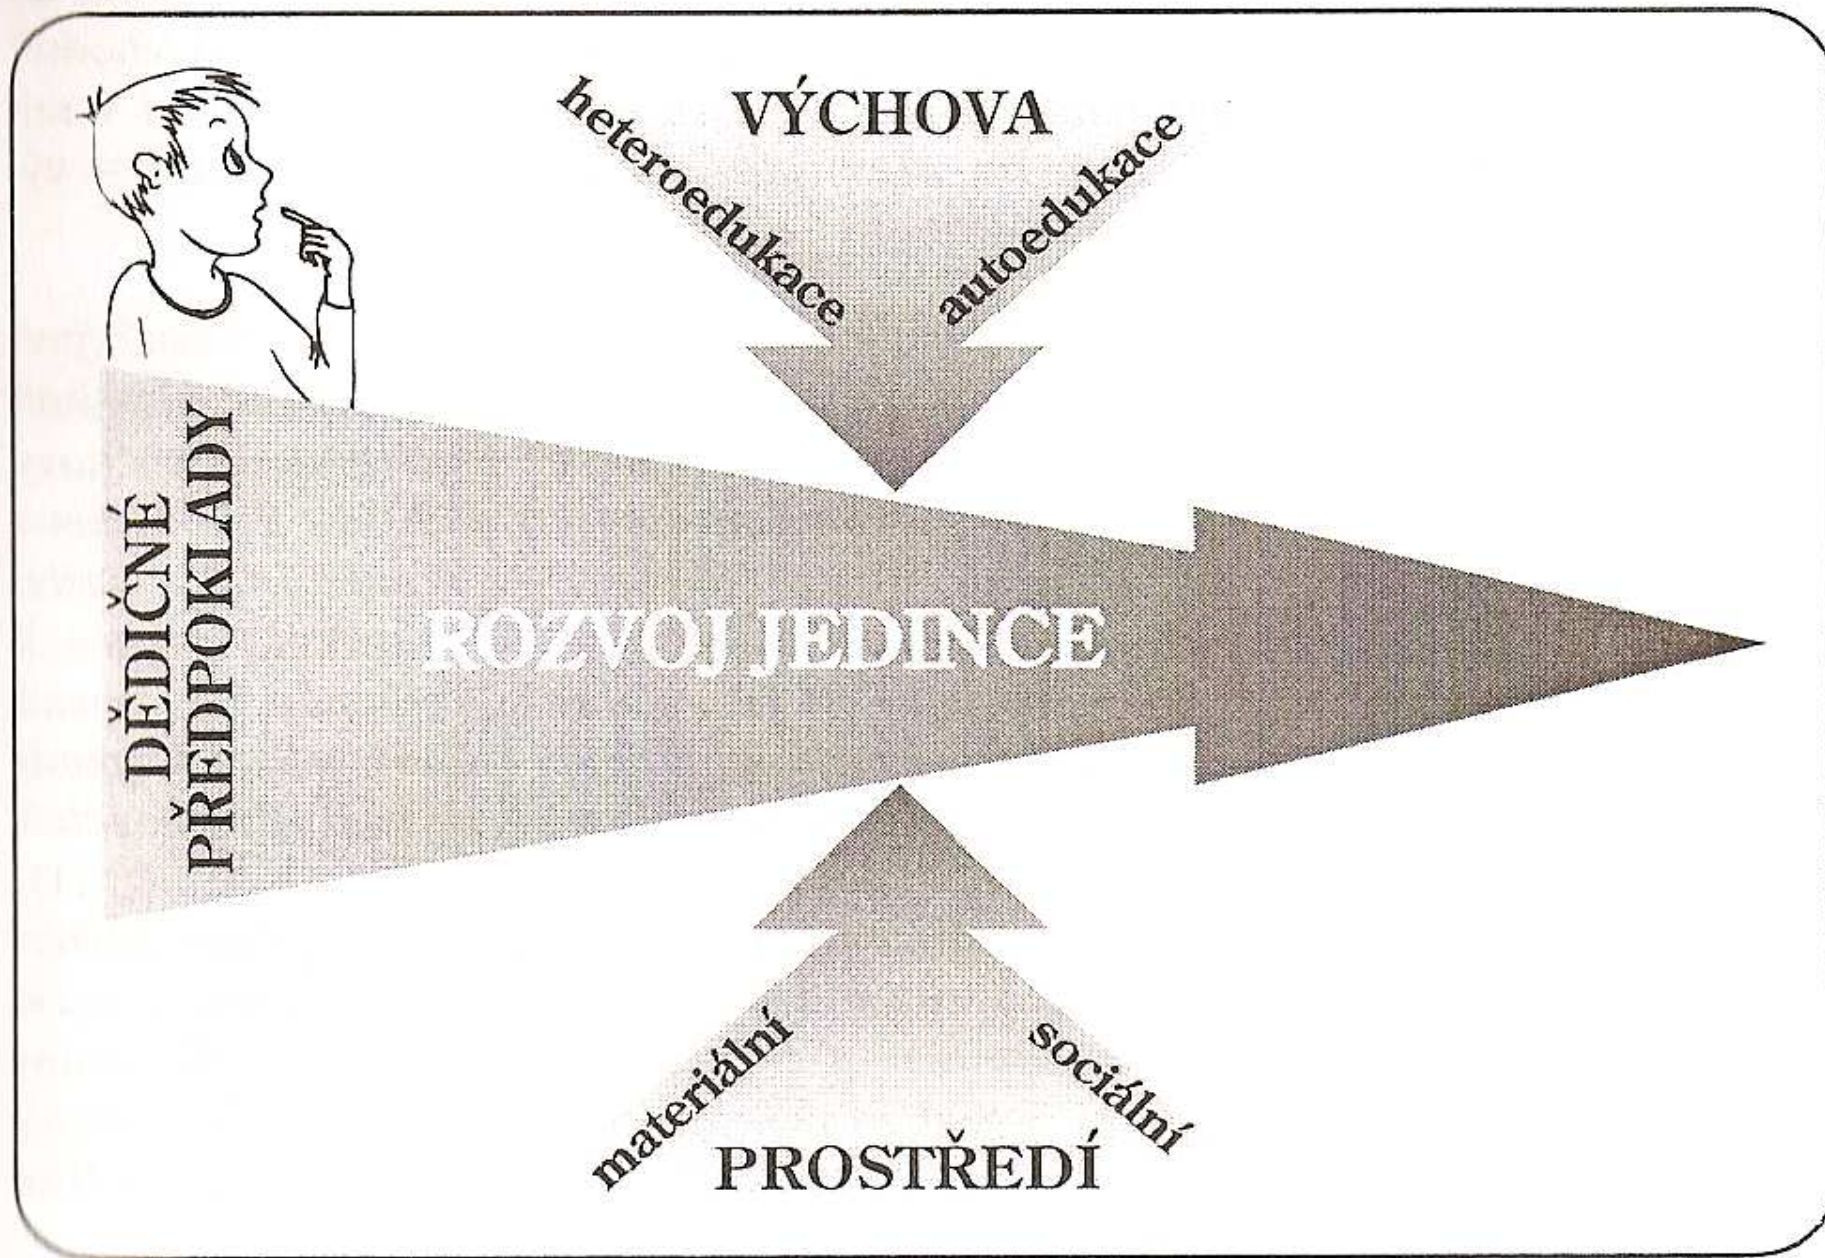 VÝCHOVA
heteroedukace
autoedukace
DĚDIČNÉ
PŘEDPOKLADY
ROZVOJ JEDINCE
materiální
sociální
PROSTŘEDÍ